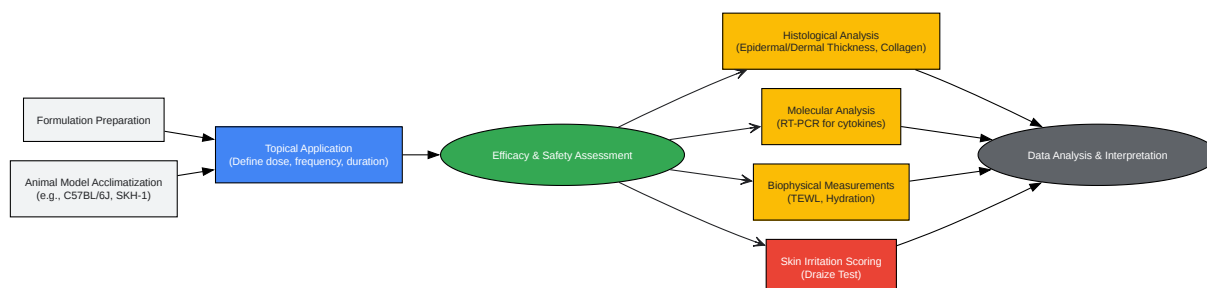 Formulation Preparation
Animal Model Acclimatization
(e.g., C57BL/6J, SKH-1)
Topical Application
(Define dose, frequency, duration)
Efficacy & Safety Assessment
Histological Analysis
(Epidermal/Dermal Thickness, Collagen)
Molecular Analysis
(RT-PCR for cytokines)
Biophysical Measurements
(TEWL, Hydration)
Skin Irritation Scoring
(Draize Test)
Data Analysis & Interpretation